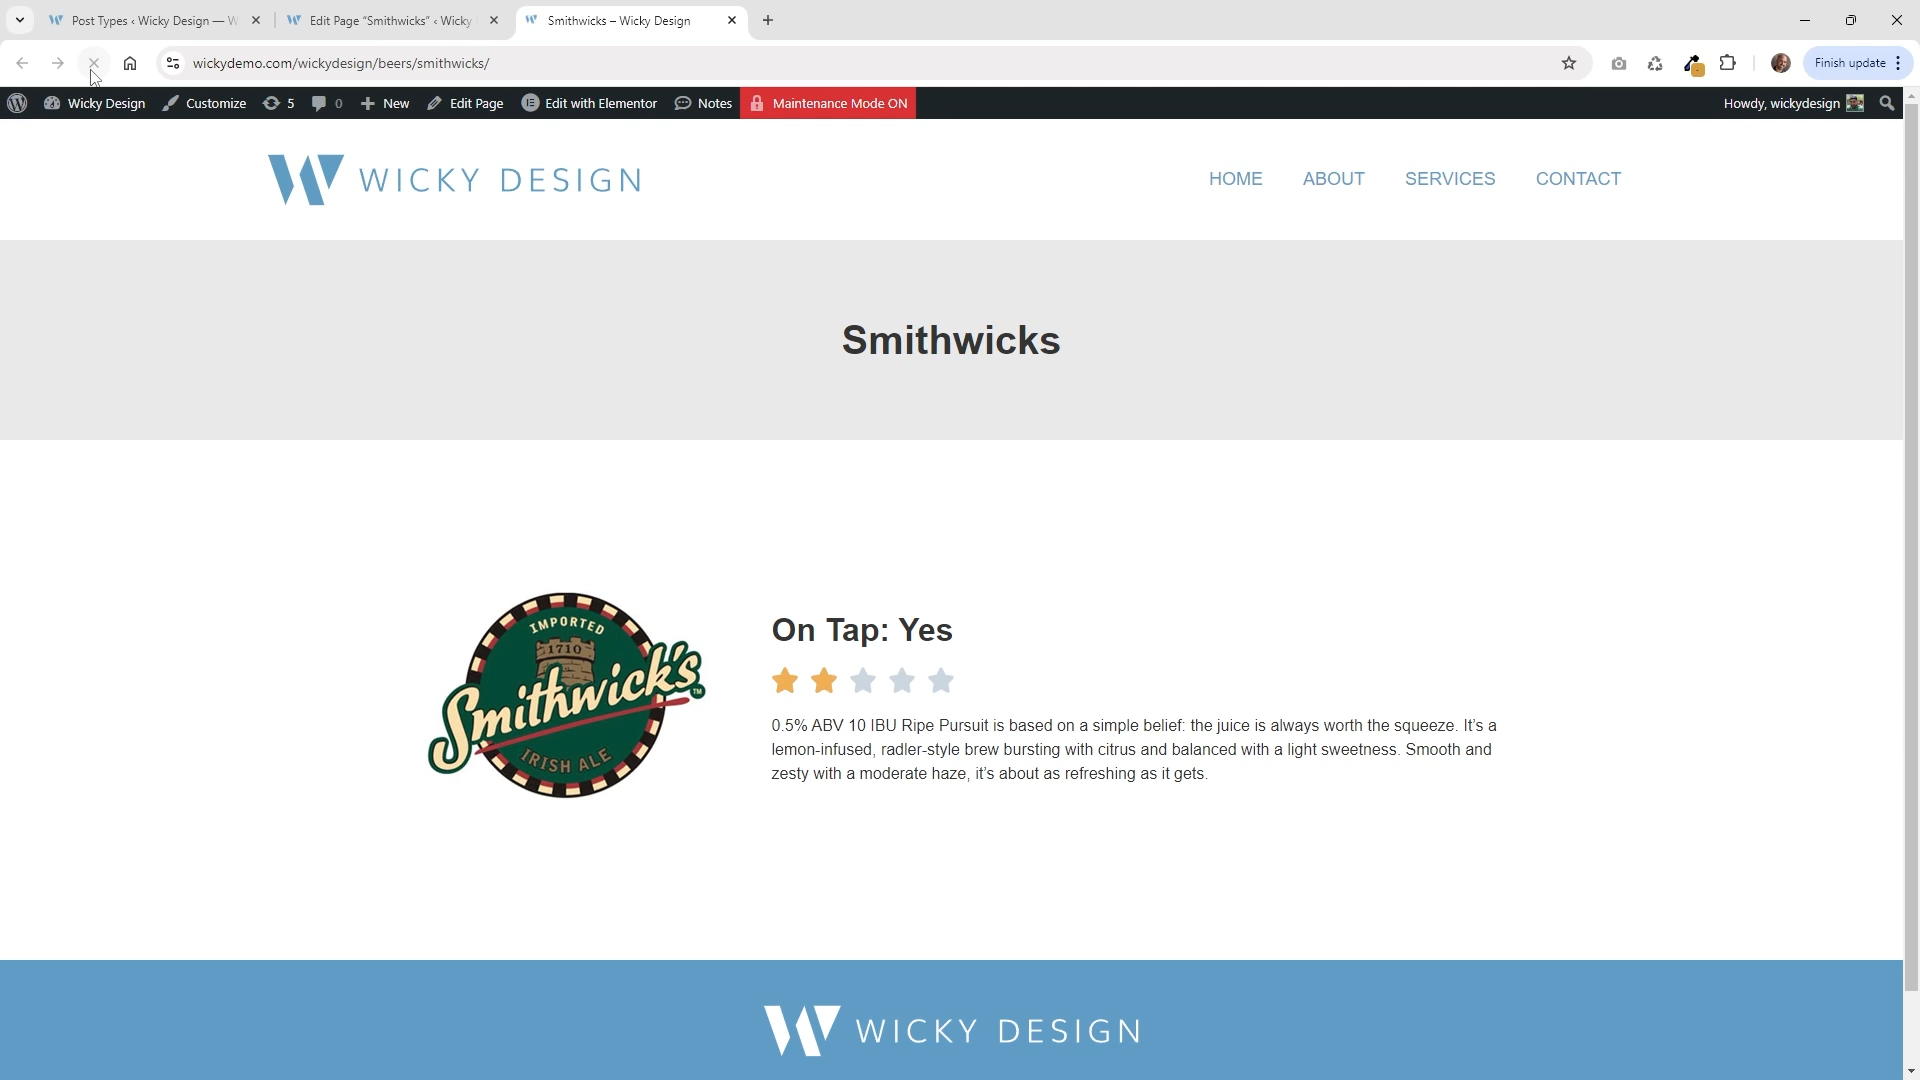 Post Types ‹ Wicky Design — W
Edit Page "Smithwicks" ‹ Wicky
Smithwicks – Wicky Design
wickydemo.com/wickydesign/beers/smithwicks/
Finish update
Wicky Design
Customize
5
0
New
Edit Page
Edit with Elementor
Notes
Maintenance Mode ON
Howdy, wickydesign
WICKY DESIGN
HOME
ABOUT
SERVICES
CONTACT
Smithwicks
IMPORTED
1710
Smithwick's™
IRISH ALE
On Tap: Yes
0.5% ABV 10 IBU Ripe Pursuit is based on a simple belief: the juice is always worth the squeeze. It's a
lemon-infused, radler-style brew bursting with citrus and balanced with a light sweetness. Smooth and
zesty with a moderate haze, it's about as refreshing as it gets.
WICKY DESIGN